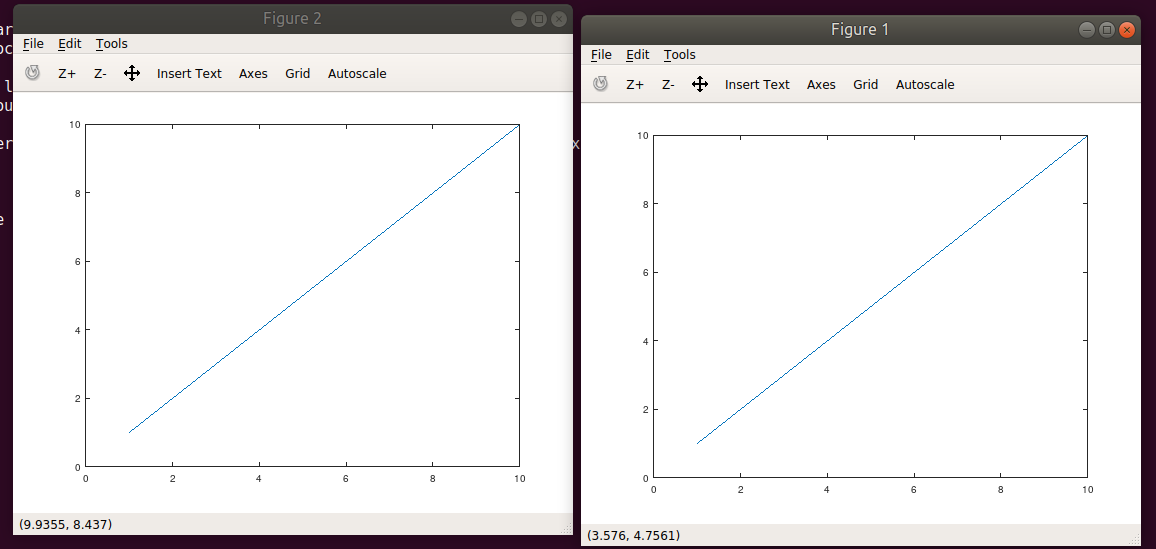 Figure 2
File Edit Tools
Z+ Z- Insert Text Axes Grid Autoscale
10
8
6
4
2
0
0 2 4 6 8 10
(9.9355, 8.437)
Figure 1
File Edit Tools
Z+ Z- Insert Text Axes Grid Autoscale
10
8
6
4
2
0
0 2 4 6 8 10
(3.576, 4.7561)